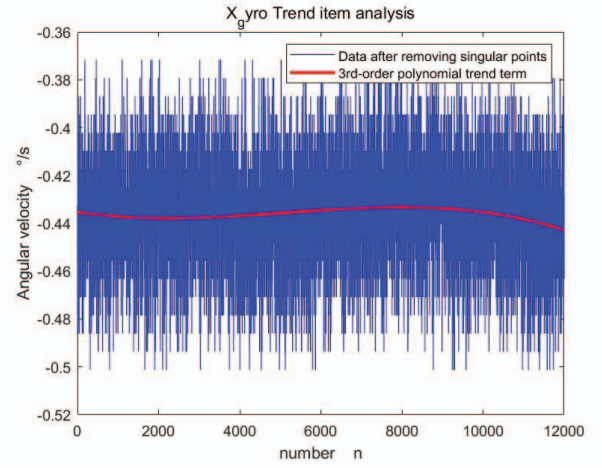 X_gyro Trend item analysis
-0.36
Data after removing singular points
3rd-order polynomial trend term
-0.38
-0.4
-0.42
-0.44
-0.46
-0.48
-0.5
-0.52
Angular velocity °/s
0 2000 4000 6000 8000 10000 12000
number n